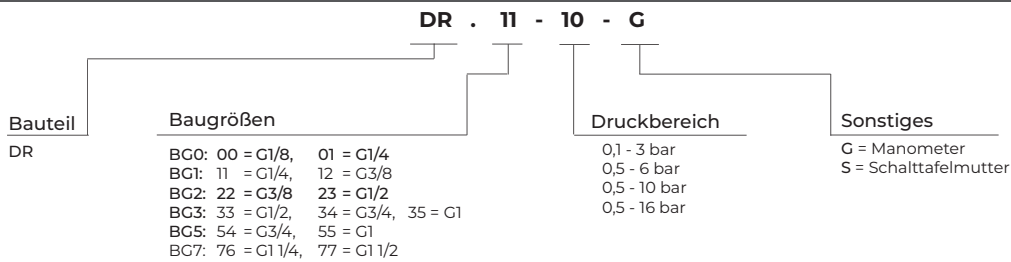 DR . 11 - 10 - G
Bauteil
DR
Baugrößen
BG0: 00 = G1/8, 01 = G1/4
BG1: 11 = G1/4, 12 = G3/8
BG2: 22 = G3/8 23 = G1/2
BG3: 33 = G1/2, 34 = G3/4, 35 = G1
BG5: 54 = G3/4, 55 = G1
BG7: 76 = G1 1/4, 77 = G1 1/2
Druckbereich
0,1 - 3 bar
0,5 - 6 bar
0,5 - 10 bar
0,5 - 16 bar
Sonstiges
G = Manometer
S = Schalttafelmutter